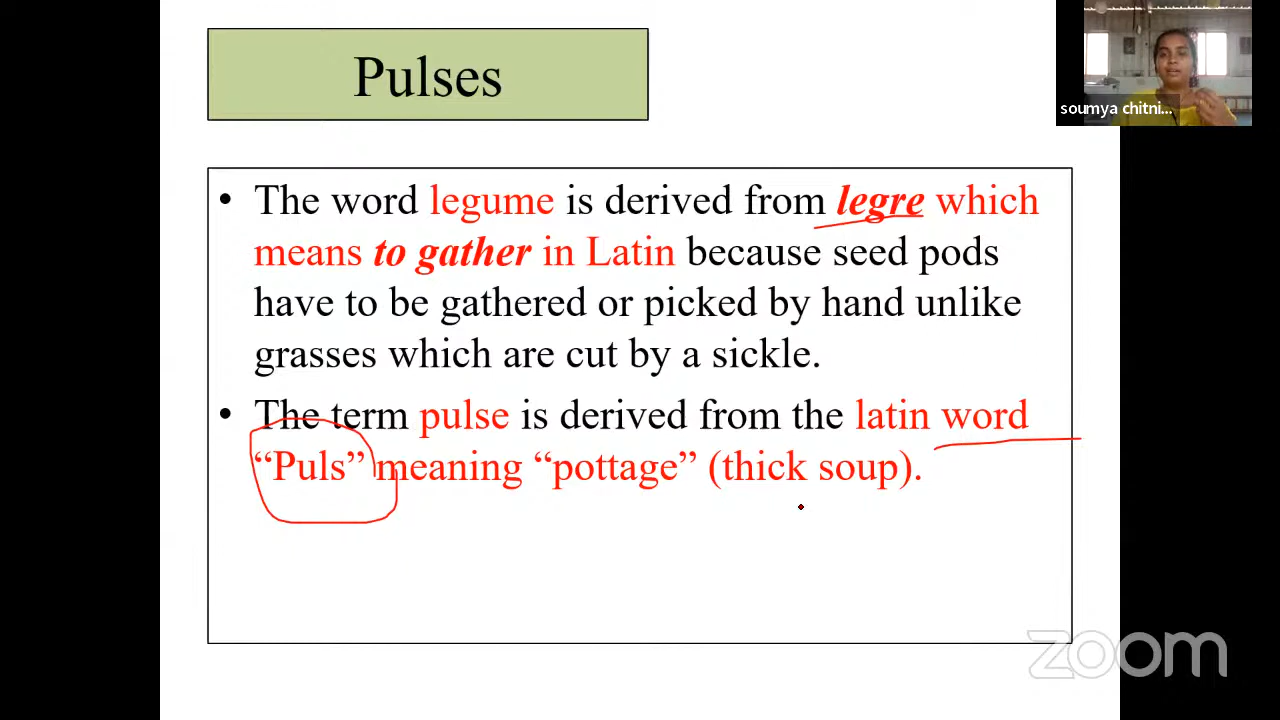 Pulses
soumya chitni...
• The word legume is derived from legre which
means to gather in Latin because seed pods
have to be gathered or picked by hand unlike
grasses which are cut by a sickle.
• The term pulse is derived from the latin word
“Puls” meaning “pottage” (thick soup).
zoom